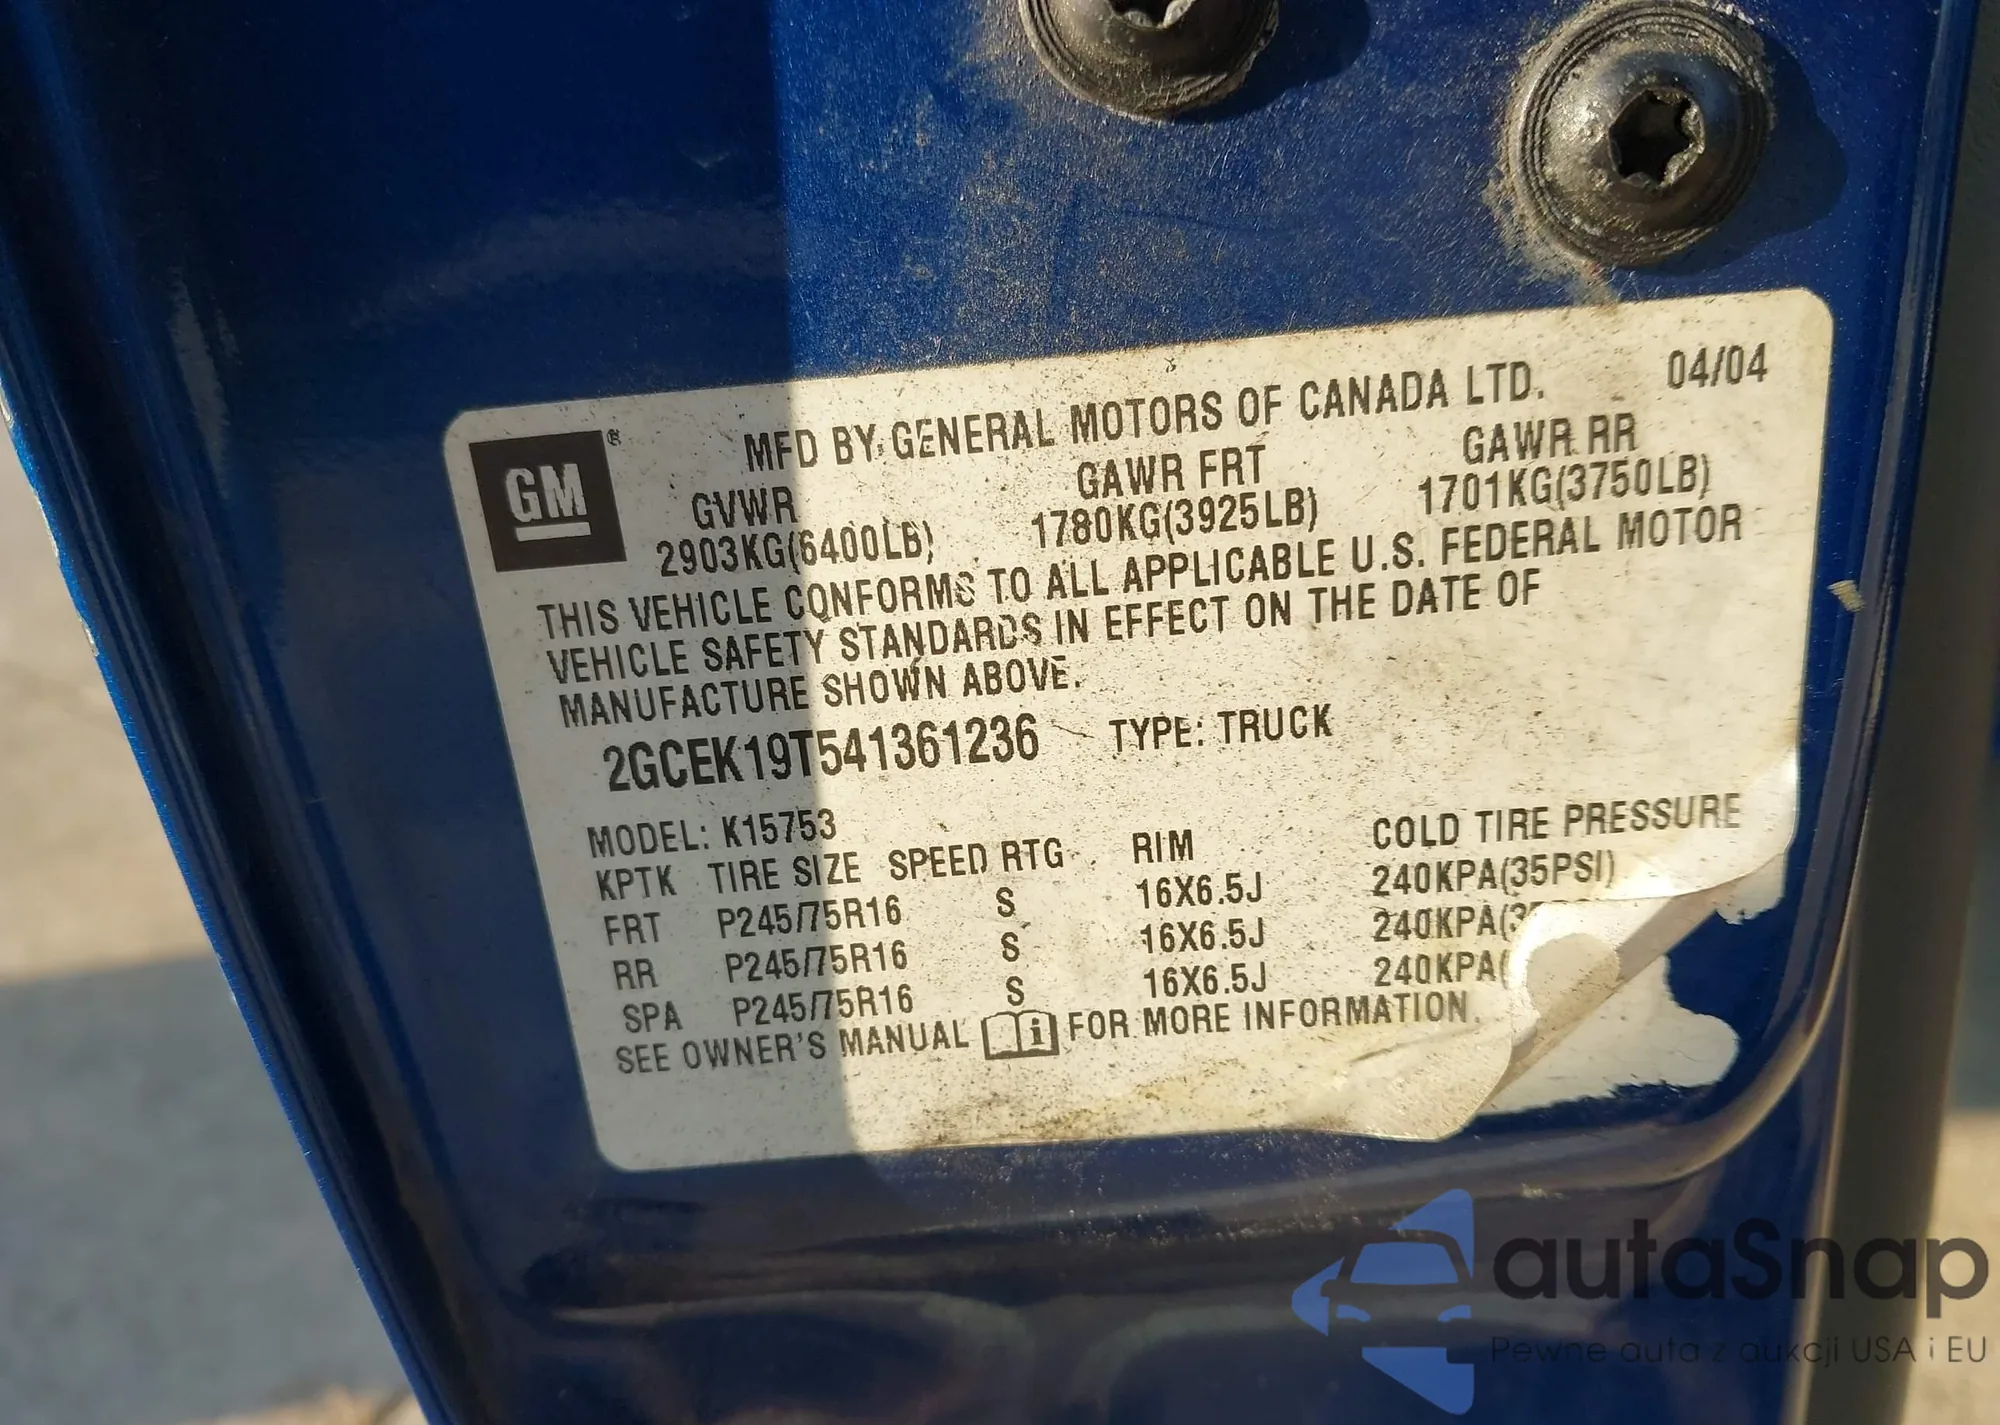 MFD BY GENERAL MOTORS OF CANADA LTD. 04/04
GM®
GVWR GAWR FRT GAWR RR
2903KG(6400LB) 1780KG(3925LB) 1701KG(3750LB)
THIS VEHICLE CONFORMS TO ALL APPLICABLE U.S. FEDERAL MOTOR
VEHICLE SAFETY STANDARDS IN EFFECT ON THE DATE OF
MANUFACTURE SHOWN ABOVE.
2GCEK19T541361236 TYPE: TRUCK
MODEL: K15753
KPTK TIRE SIZE SPEED RTG RIM COLD TIRE PRESSURE
FRT P245/75R16 S 16X6.5J 240KPA(35PSI)
RR P245/75R16 S 16X6.5J 240KPA(
SPA P245/75R16 S 16X6.5J 240KPA(
SEE OWNER'S MANUAL i FOR MORE INFORMATION.
autaSnap
Pewne auta z aukcji USA i EU